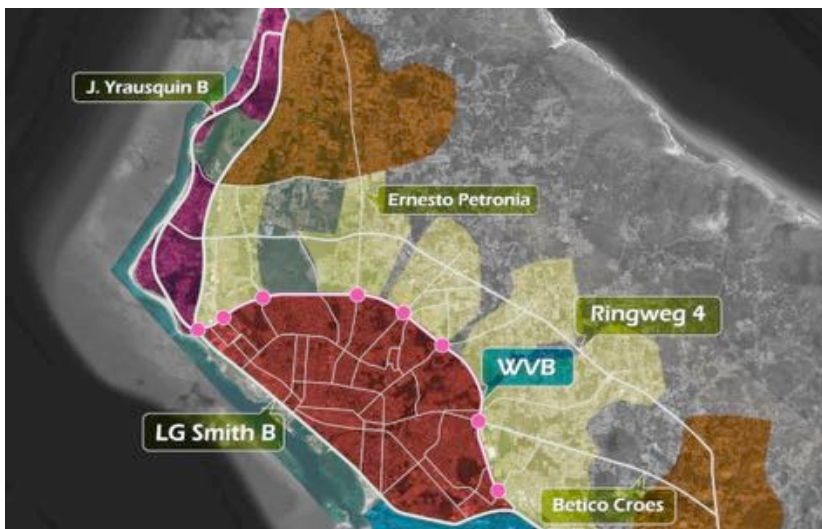 J. Yrausquin B
Ernesto Petronia
Ringweg 4
WVB
LG Smith B
Betico Croes